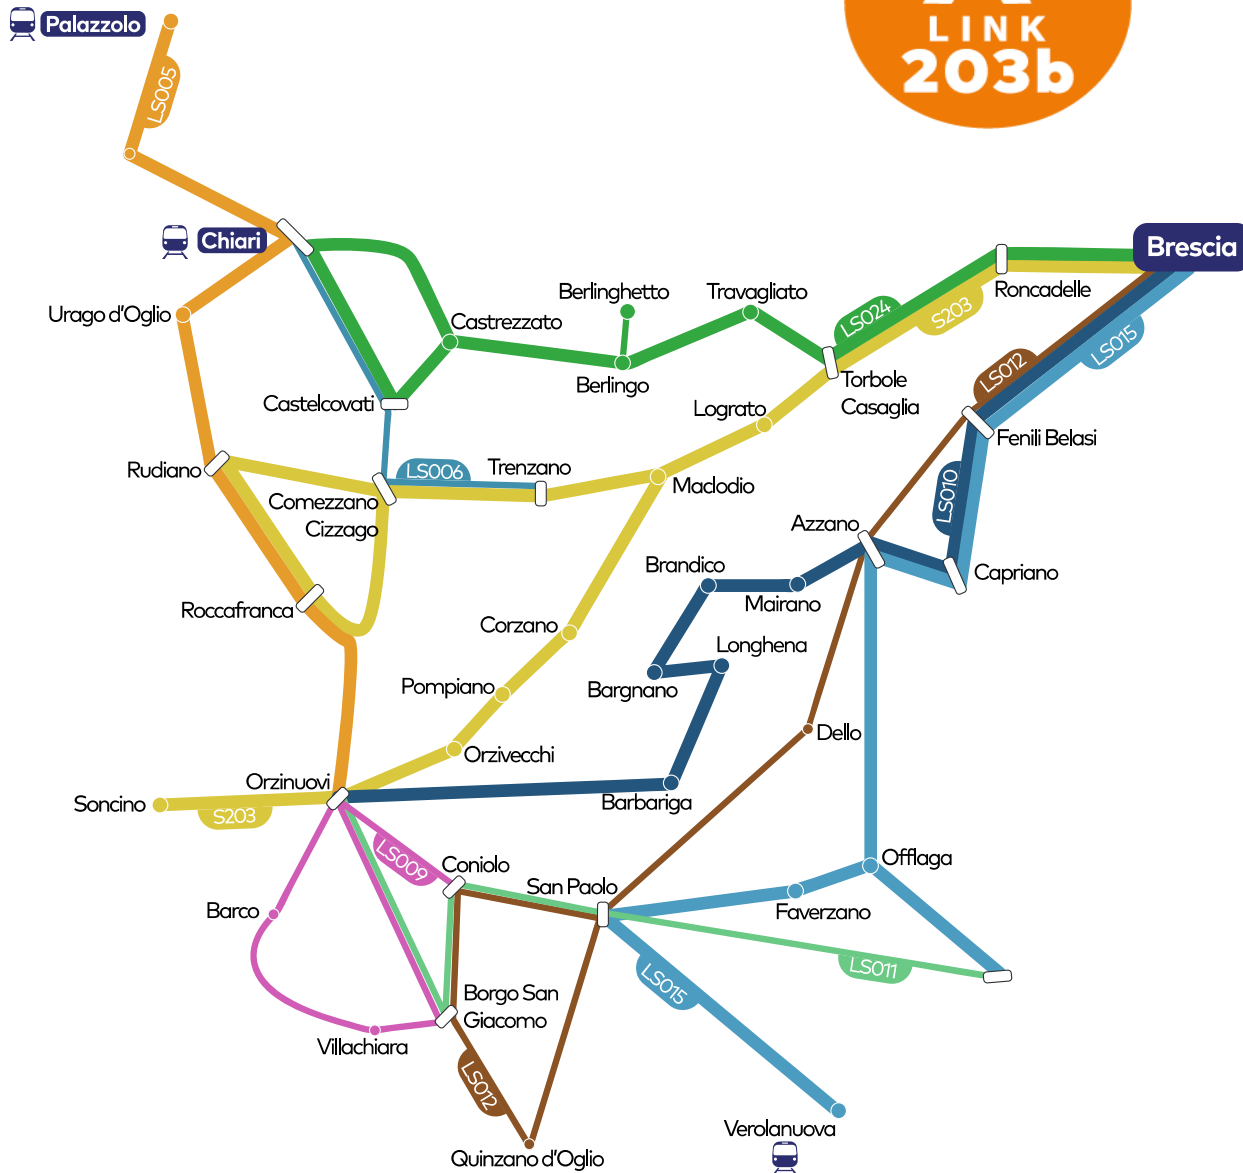 Palazzolo
LINK
203b
LS005
Chiari
Brescia
Urago d'Oglio
Berlinghetto
Travagliato
Roncadelle
Castrezzato
LS024
S203
LS015
Berlingo
LS012
Torbole
Casaglia
Castelcovati
Lograto
Fenili Belasi
Rudiano
LS006
Trenzano
Maclodio
Comezzano
Cizzago
LS010
Azzano
Brandico
Capriano
Mairano
Roccafranca
Corzano
Longhena
Pompiano
Bargnano
Dello
Orzivecchi
Orzinuovi
Soncino
S203
Barbariga
LS009
Coniolo
San Paolo
Offlaga
Barco
Faverzano
LS011
LS015
Borgo San
Giacomo
Villachiara
LS012
Verolanuova
Quinzano d'Oglio